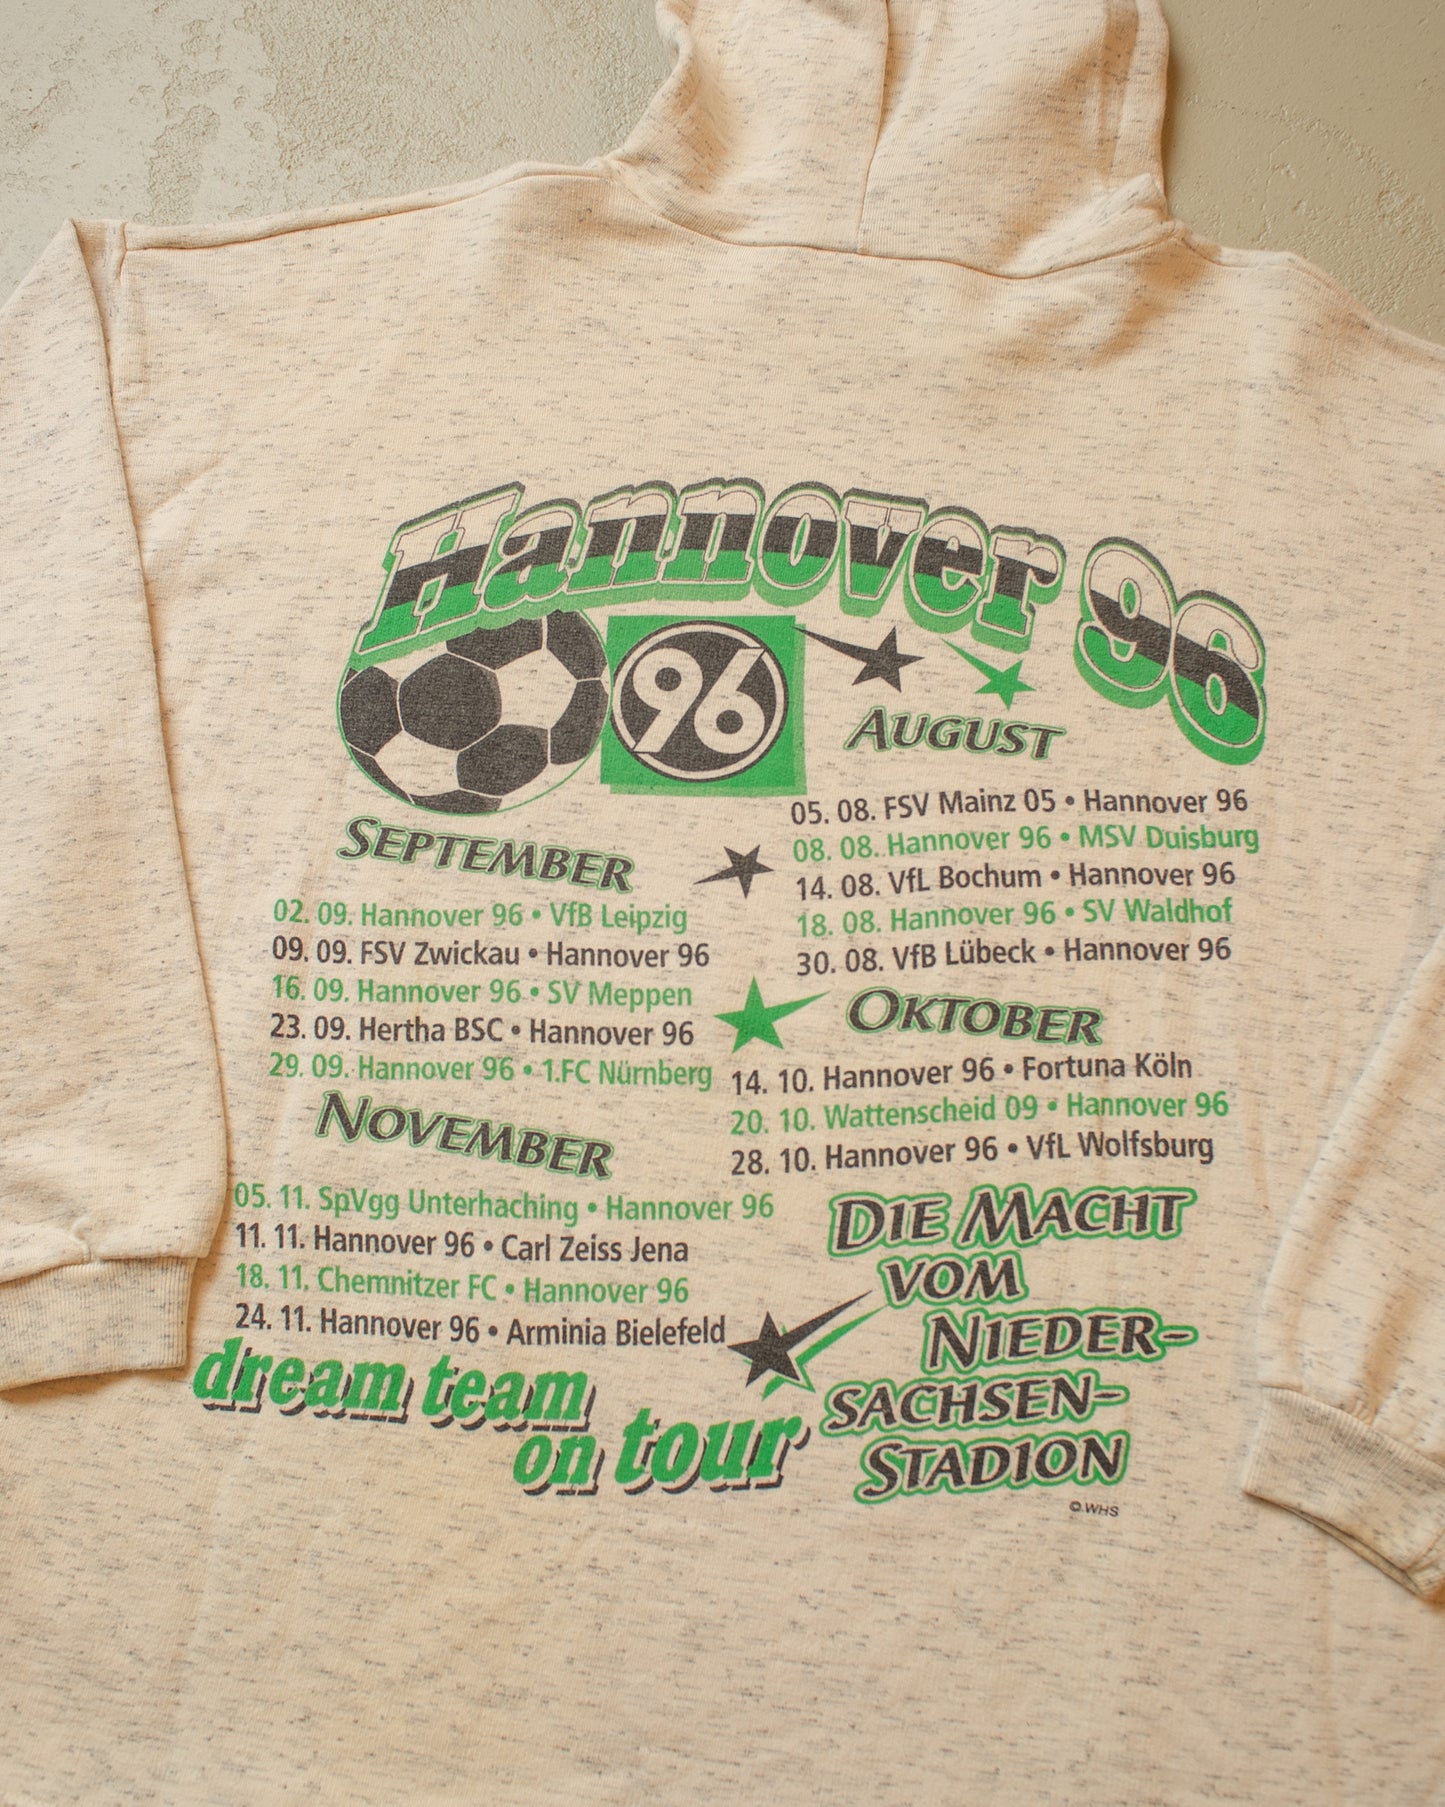 Hannover 96
96
AUGUST
05. 08. FSV Mainz 05 • Hannover 96
08. 08. Hannover 96 • MSV Duisburg
14. 08. VfL Bochum • Hannover 96
18. 08. Hannover 96 • SV Waldhof
30. 08. VfB Lübeck • Hannover 96
SEPTEMBER
02. 09. Hannover 96 • VfB Leipzig
09. 09. FSV Zwickau • Hannover 96
16. 09. Hannover 96 • SV Meppen
23. 09. Hertha BSC • Hannover 96
29. 09. Hannover 96 • 1.FC Nürnberg
OKTOBER
14. 10. Hannover 96 • Fortuna Köln
20. 10. Wattenscheid 09 • Hannover 96
28. 10. Hannover 96 • VfL Wolfsburg
NOVEMBER
05. 11. SpVgg Unterhaching • Hannover 96
11. 11. Hannover 96 • Carl Zeiss Jena
18. 11. Chemnitzer FC • Hannover 96
24. 11. Hannover 96 • Arminia Bielefeld
dream team
on tour
DIE MACHT
VOM
NIEDER-
SACHSEN-
STADION
© WHS